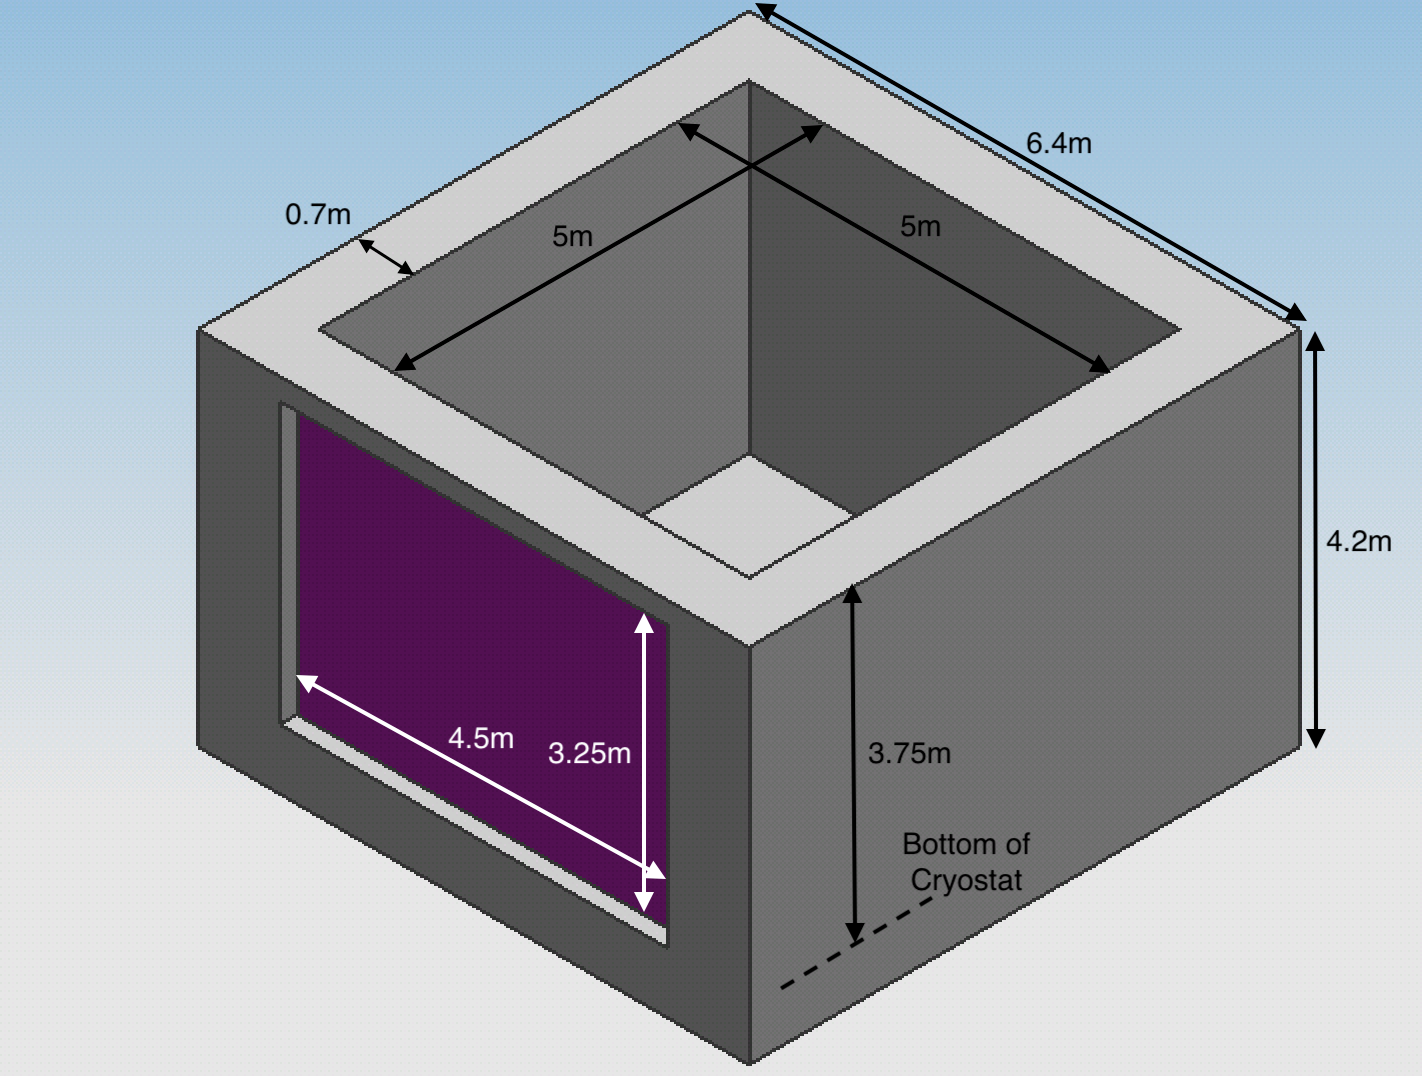 6.4m
0.7m
5m
5m
4.2m
4.5m
3.25m
3.75m
Bottom of
Cryostat